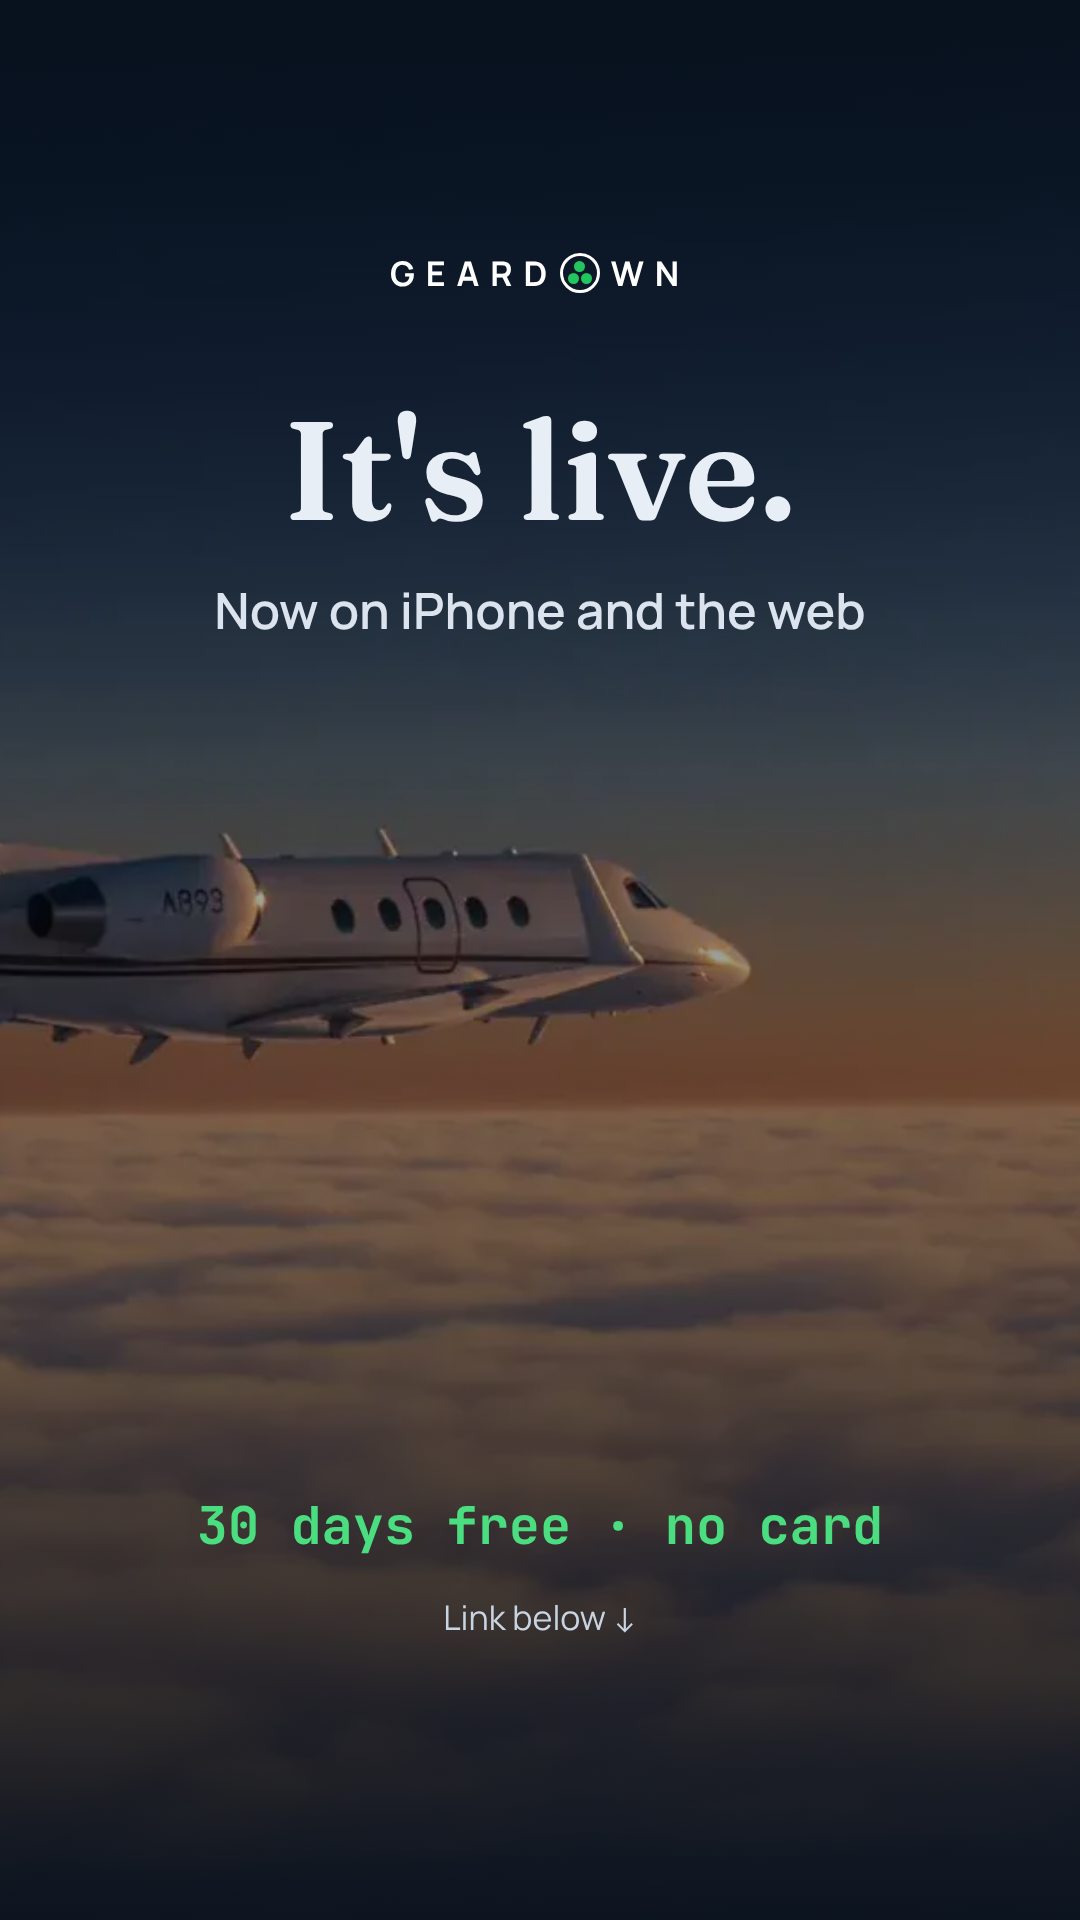 GEARDOWN
It's live.
Now on iPhone and the web
AB93
30 days free · no card
Link below ↓